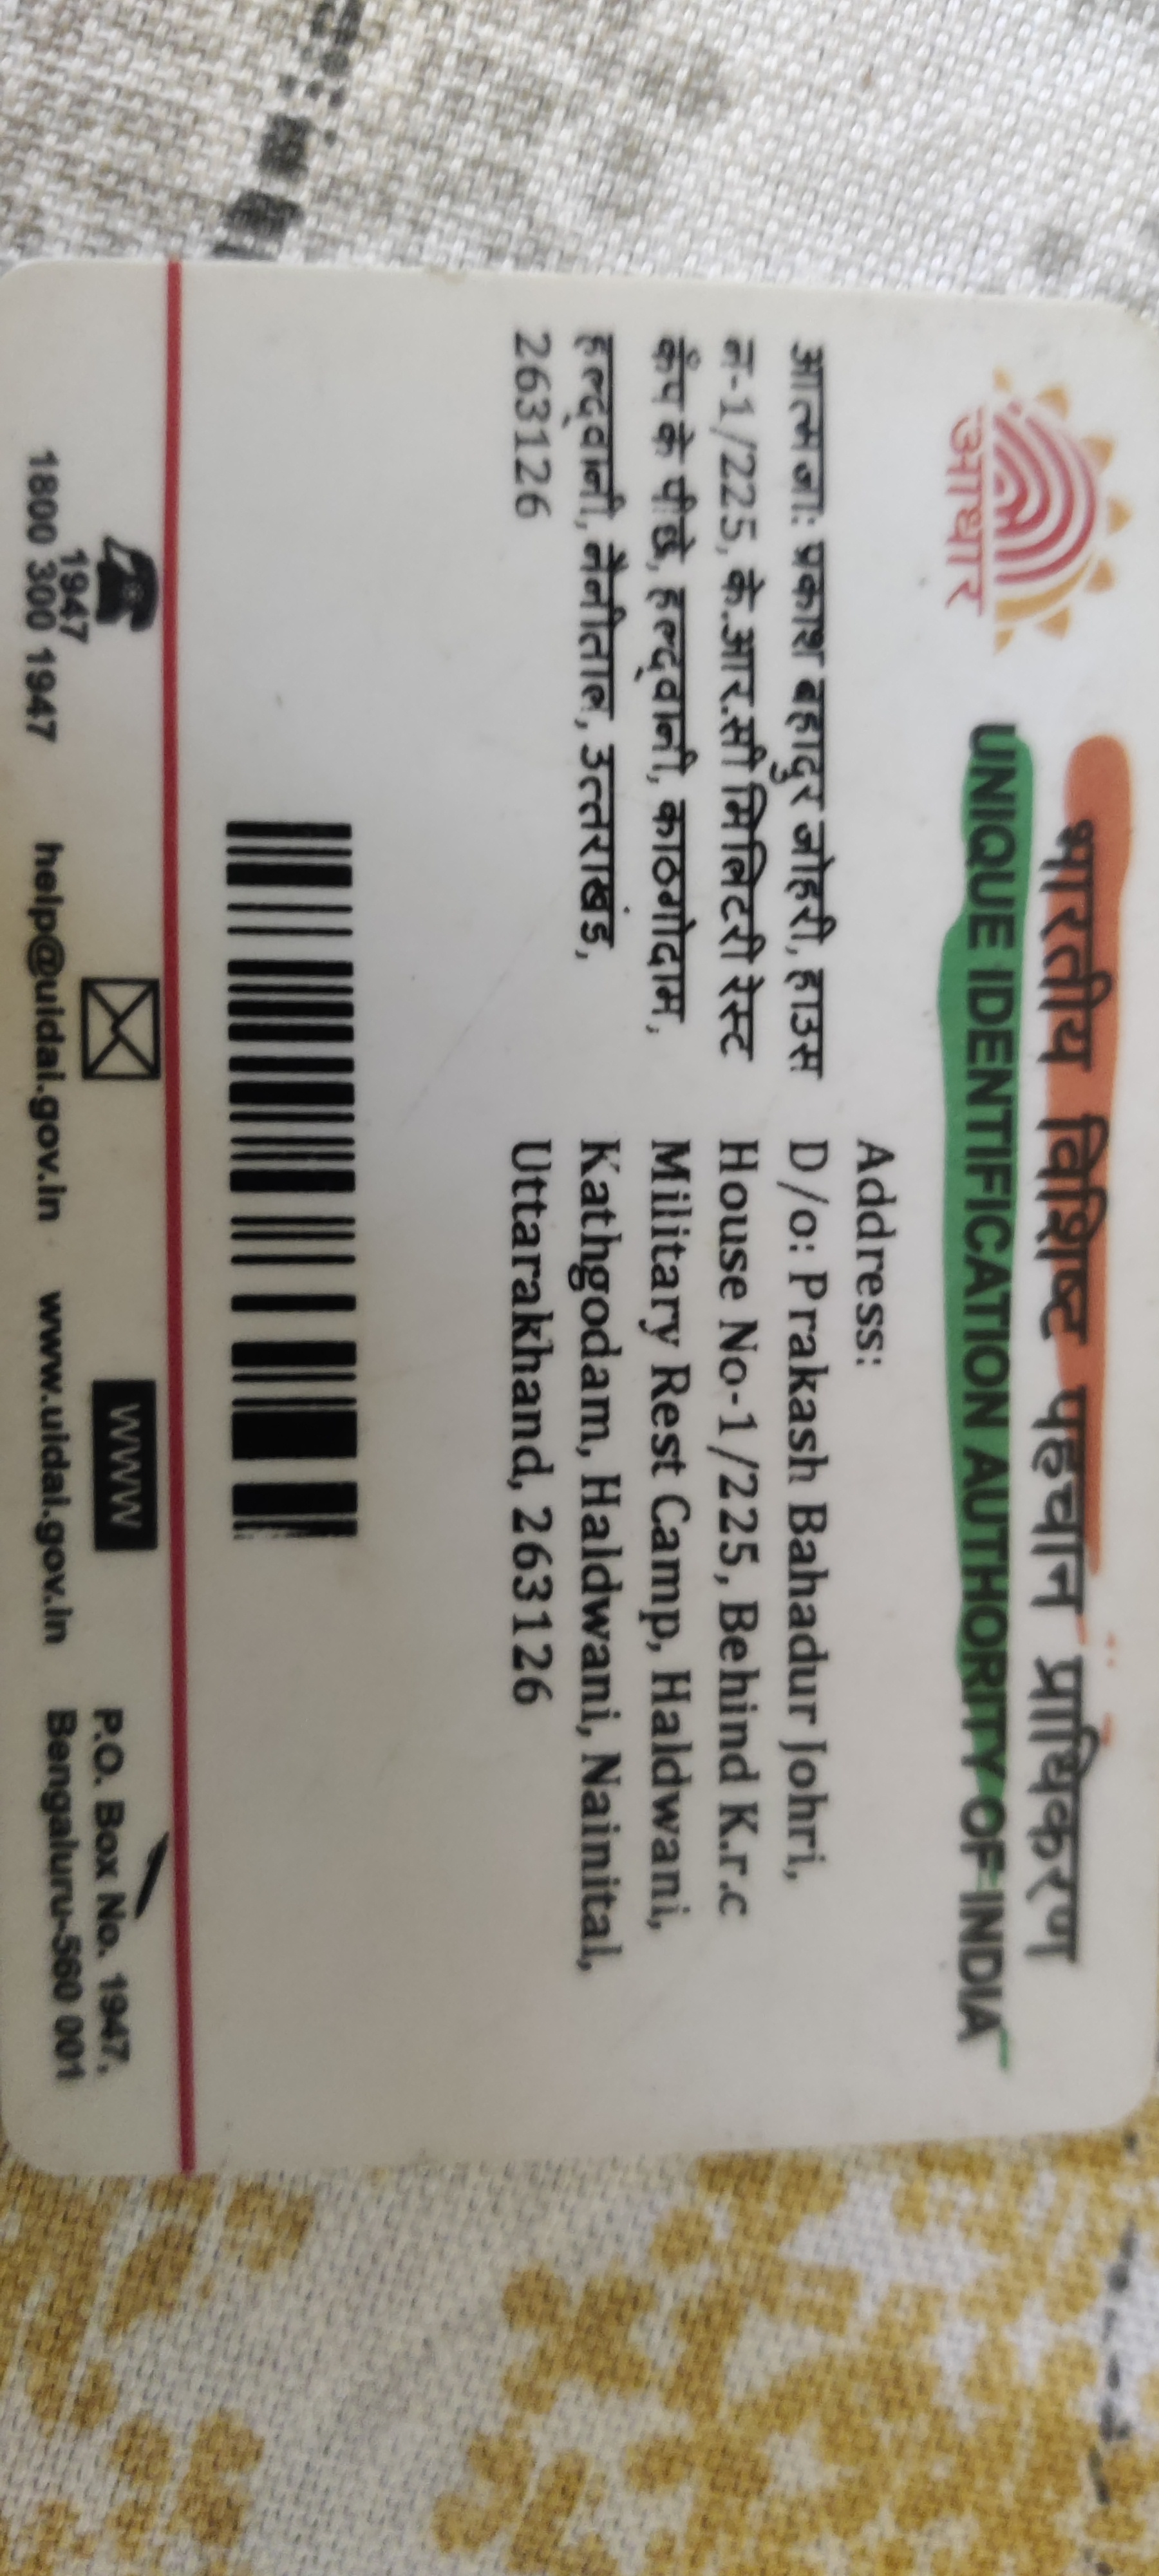 भारतीय विशिष्ट पहचान प्राधिकरण
UNIQUE IDENTIFICATION AUTHORITY OF INDIA
आधार
आत्मजा: प्रकाश बहादुर जोहरी, हाउस
न-1/225, के.आर.सी मिलिटरी रेस्ट
कैंप के पीछे, हल्द्वानी, काठगोदाम,
हल्द्वानी, नैनीताल, उत्तराखंड,
263126
Address:
D/o: Prakash Bahadur Johri,
House No-1/225, Behind K.r.c
Military Rest Camp, Haldwani,
Kathgodam, Haldwani, Nainital,
Uttarakhand, 263126
1947
1800 300 1947
help@uidai.gov.in
WWW
www.uidai.gov.in
P.O. Box No. 1947,
Bengaluru-560 001